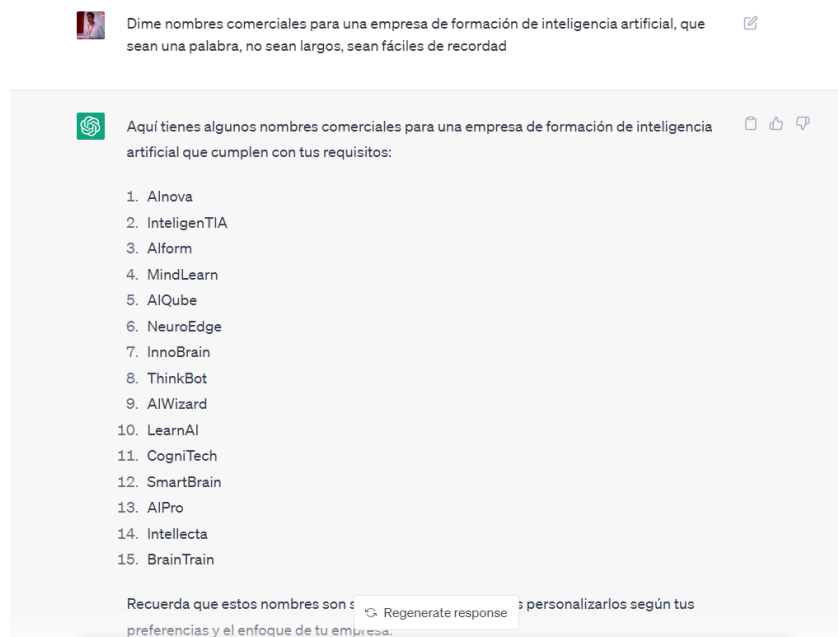 Dime nombres comerciales para una empresa de formación de inteligencia artificial, que
sean una palabra, no sean largos, sean fáciles de recordad
Aquí tienes algunos nombres comerciales para una empresa de formación de inteligencia
artificial que cumplen con tus requisitos:
1. AInova
2. InteligenTIA
3. AIform
4. MindLearn
5. AIQube
6. NeuroEdge
7. InnoBrain
8. ThinkBot
9. AIWizard
10. LearnAI
11. CogniTech
12. SmartBrain
13. AIPro
14. Intellecta
15. BrainTrain
Recuerda que estos nombres son personalizarlos según tus
Regenerate response
preferencias y el enfoque de tu empresa.